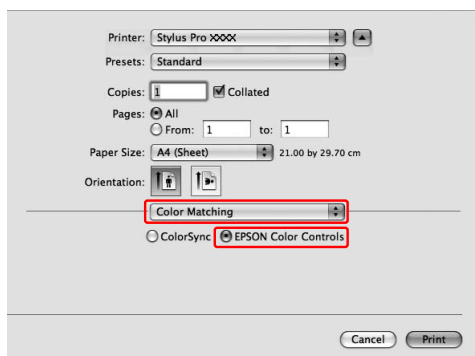 Printer: Stylus Pro XXXX
Presets: Standard
Copies: 1 Collated
Pages: All
From: 1 to: 1
Paper Size: A4 (Sheet) 21.00 by 29.70 cm
Orientation:
Color Matching
ColorSync EPSON Color Controls
Cancel Print